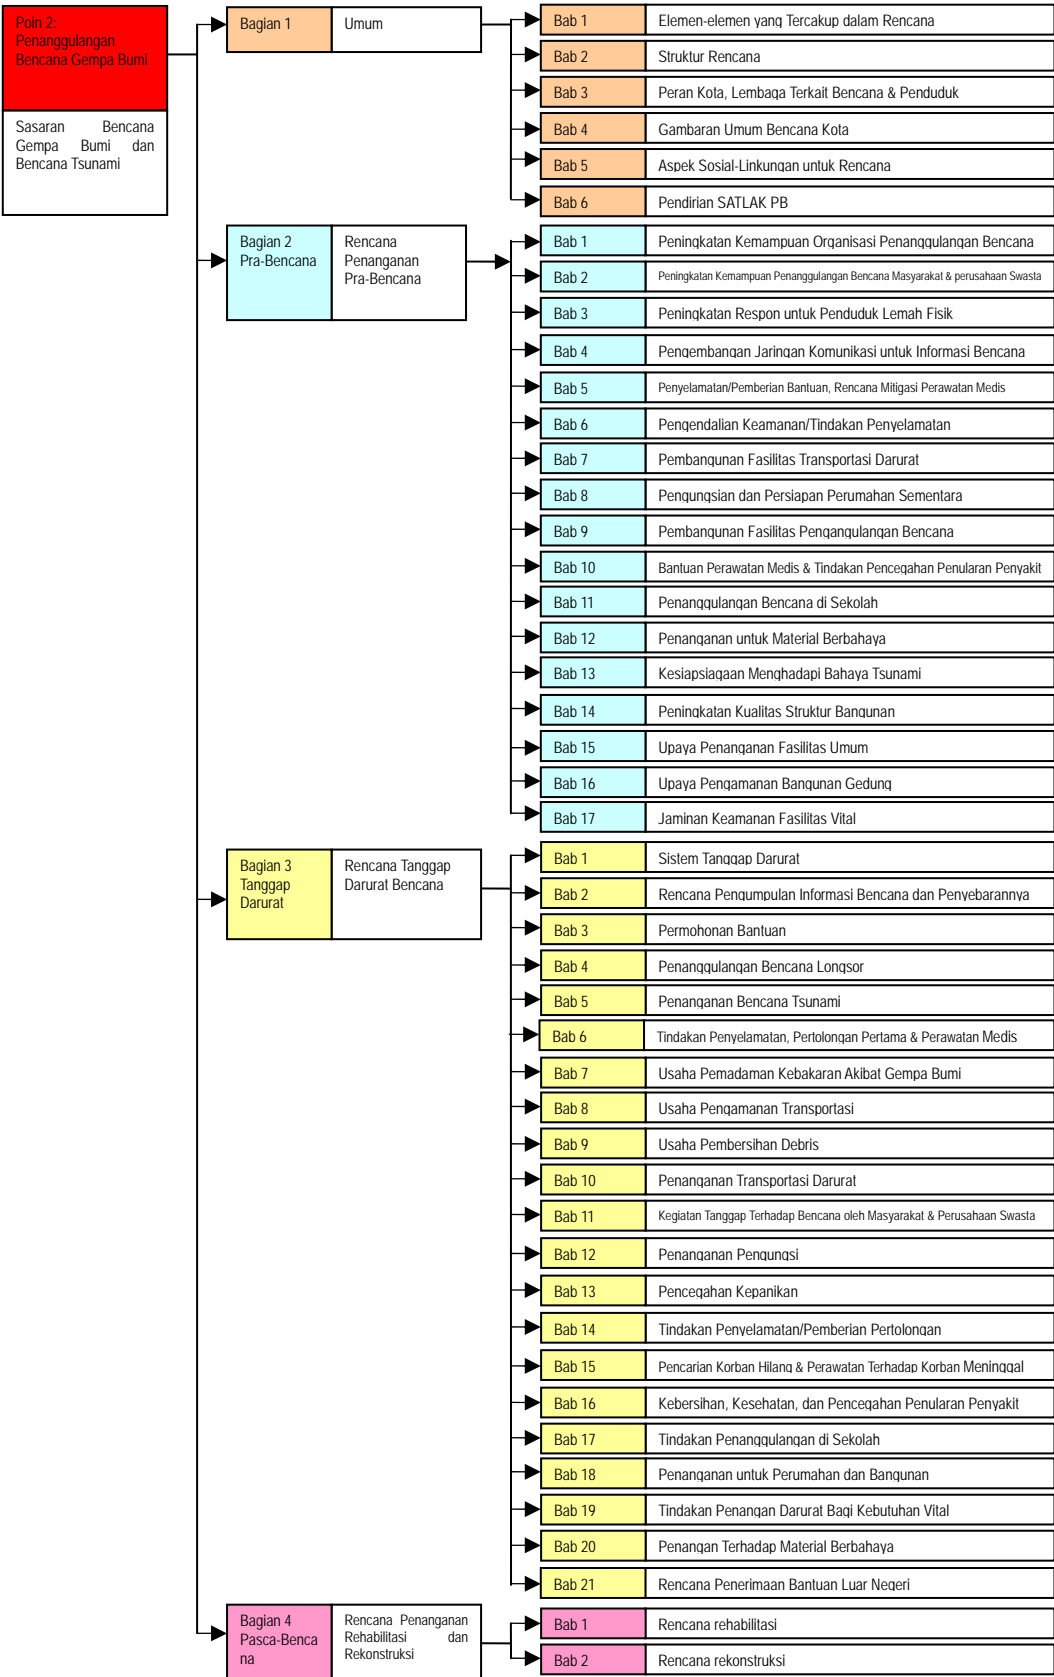 Poin 2:
Penanggulangan
Bencana Gempa Bumi
Sasaran Bencana
Gempa Bumi dan
Bencana Tsunami
Bagian 1
Umum
Bab 1 Elemen-elemen yang Tercakup dalam Rencana
Bab 2 Struktur Rencana
Bab 3 Peran Kota, Lembaga Terkait Bencana & Penduduk
Bab 4 Gambaran Umum Bencana Kota
Bab 5 Aspek Sosial-Linkungan untuk Rencana
Bab 6 Pendirian SATLAK PB
Bagian 2
Pra-Bencana
Rencana
Penanganan
Pra-Bencana
Bab 1 Peningkatan Kemampuan Organisasi Penanggulangan Bencana
Bab 2 Peningkatan Kemampuan Penanggulangan Bencana Masyarakat & perusahaan Swasta
Bab 3 Peningkatan Respon untuk Penduduk Lemah Fisik
Bab 4 Pengembangan Jaringan Komunikasi untuk Informasi Bencana
Bab 5 Penyelamatan/Pemberian Bantuan, Rencana Mitigasi Perawatan Medis
Bab 6 Pengendalian Keamanan/Tindakan Penyelamatan
Bab 7 Pembangunan Fasilitas Transportasi Darurat
Bab 8 Pengungsian dan Persiapan Perumahan Sementara
Bab 9 Pembangunan Fasilitas Pengangulangan Bencana
Bab 10 Bantuan Perawatan Medis & Tindakan Pencegahan Penularan Penyakit
Bab 11 Penanggulangan Bencana di Sekolah
Bab 12 Penanganan untuk Material Berbahaya
Bab 13 Kesiapsiagaan Menghadapi Bahaya Tsunami
Bab 14 Peningkatan Kualitas Struktur Bangunan
Bab 15 Upaya Penanganan Fasilitas Umum
Bab 16 Upaya Pengamanan Bangunan Gedung
Bab 17 Jaminan Keamanan Fasilitas Vital
Bagian 3
Tanggap
Darurat
Rencana Tanggap
Darurat Bencana
Bab 1 Sistem Tanggap Darurat
Bab 2 Rencana Pengumpulan Informasi Bencana dan Penyebarannya
Bab 3 Permohonan Bantuan
Bab 4 Penanggulangan Bencana Longsor
Bab 5 Penanganan Bencana Tsunami
Bab 6 Tindakan Penyelamatan, Pertolongan Pertama & Perawatan Medis
Bab 7 Usaha Pemadaman Kebakaran Akibat Gempa Bumi
Bab 8 Usaha Pengamanan Transportasi
Bab 9 Usaha Pembersihan Debris
Bab 10 Penanganan Transportasi Darurat
Bab 11 Kegiatan Tanggap Terhadap Bencana oleh Masyarakat & Perusahaan Swasta
Bab 12 Penanganan Pengungsi
Bab 13 Pencegahan Kepanikan
Bab 14 Tindakan Penyelamatan/Pemberian Pertolongan
Bab 15 Pencarian Korban Hilang & Perawatan Terhadap Korban Meninggal
Bab 16 Kebersihan, Kesehatan, dan Pencegahan Penularan Penyakit
Bab 17 Tindakan Penanggulangan di Sekolah
Bab 18 Penanganan untuk Perumahan dan Bangunan
Bab 19 Tindakan Penangan Darurat Bagi Kebutuhan Vital
Bab 20 Penangan Terhadap Material Berbahaya
Bab 21 Rencana Penerimaan Bantuan Luar Negeri
Bagian 4
Pasca-Benca
na
Rencana Penanganan
Rehabilitasi dan
Rekonstruksi
Bab 1 Rencana rehabilitasi
Bab 2 Rencana rekonstruksi